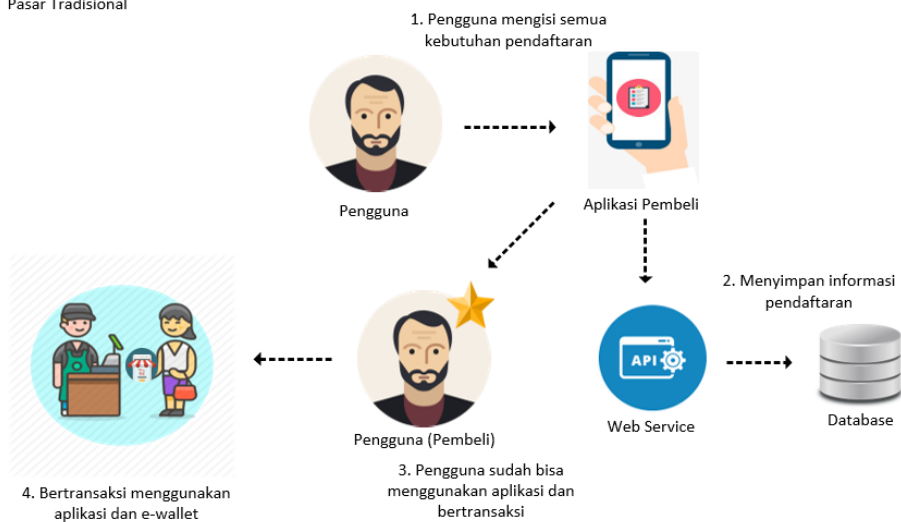 Pasar Tradisional
1. Pengguna mengisi semua
kebutuhan pendaftaran
Pengguna
Aplikasi Pembeli
2. Menyimpan informasi
pendaftaran
API
Web Service
Database
Pengguna (Pembeli)
3. Pengguna sudah bisa
menggunakan aplikasi dan
bertransaksi
4. Bertransaksi menggunakan
aplikasi dan e-wallet